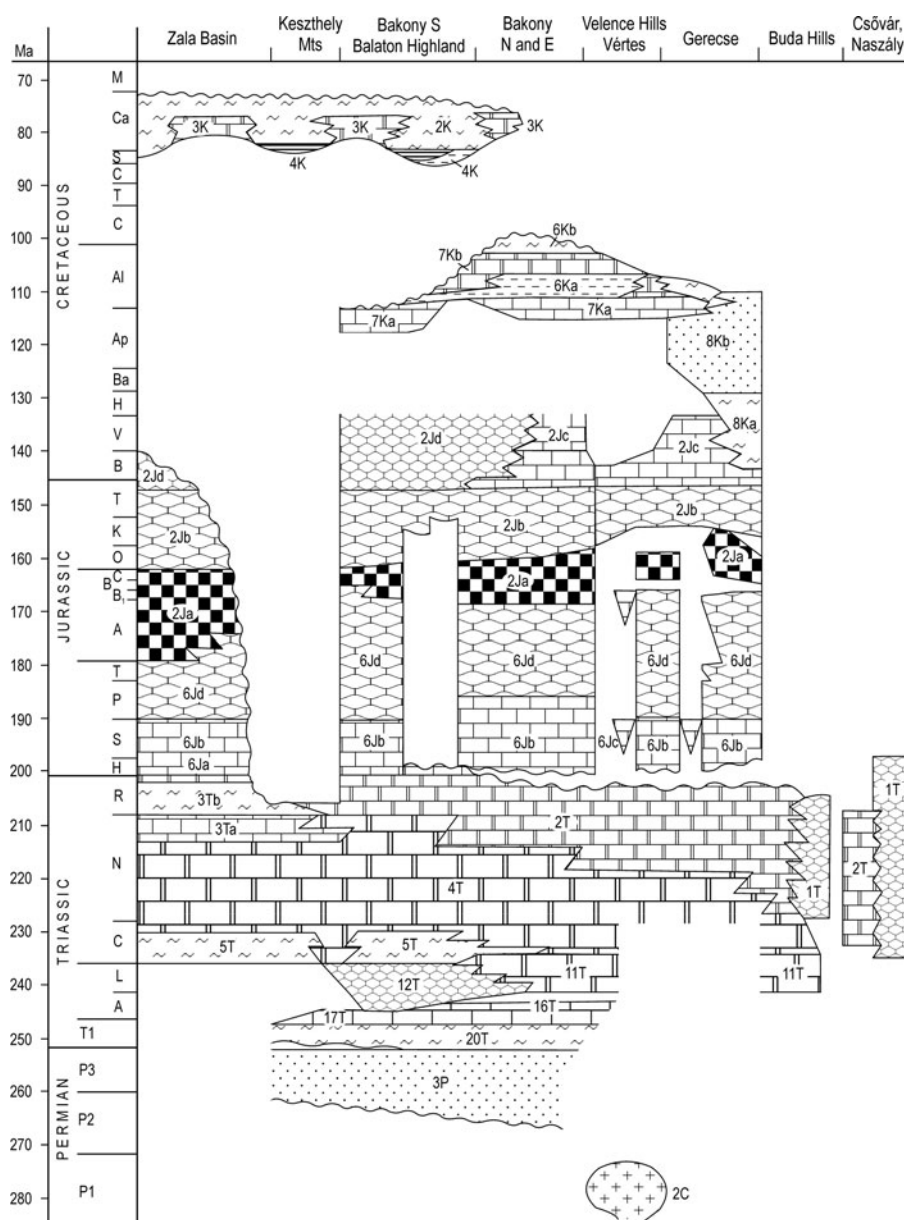 Ma
Zala Basin
Keszthely
Mts
Bakony S
Balaton Highland
Bakony
N and E
Velence Hills
Vértes
Gerecse
Buda Hills
Csővár,
Naszály
70
80
90
100
110
120
130
140
150
160
170
180
190
200
210
220
230
240
250
260
270
280
CRETACEOUS
JURASSIC
TRIASSIC
PERMIAN
M
Ca
S
C
T
C
Al
Ap
Ba
H
V
B
T
K
O
C
B
B
A
T
P
S
H
R
N
C
L
A
T1
P3
P2
P1
3K
3K
2K
3K
4K
4K
6Kb
7Kb
6Ka
7Ka
7Ka
8Kb
8Ka
2Jd
2Jd
2Jc
2Jc
2Jb
2Jb
2Jb
2Ja
2Ja
2Ja
6Jd
6Jd
6Jd
6Jd
6Jd
6Jb
6Jb
6Jb
6Jc
6Jb
6Jb
6Ja
3Tb
3Ta
2T
1T
2T
1T
4T
5T
5T
11T
11T
12T
16T
17T
20T
3P
2C